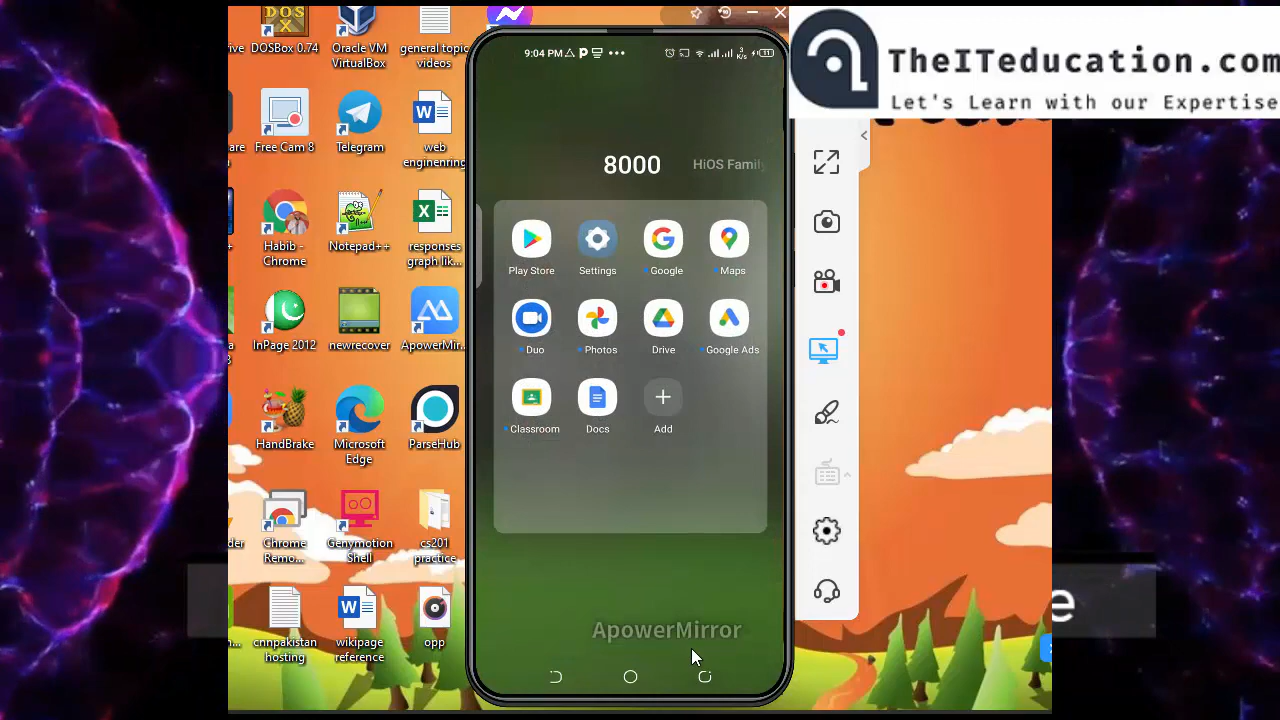 TheITeducation.com
Let's Learn with our Expertise
rive
DOSBox 0.74
Oracle VM
VirtualBox
general topic
videos
Free Cam 8
Telegram
web
enginenring
Habib -
Chrome
Notepad++
responses
graph lik...
InPage 2012
newrecover
ApowerMir...
HandBrake
Microsoft
Edge
ParseHub
Chrome
Remo...
Genymotion
Shell
cs201
practice
cnnpakistan
hosting
wikipage
reference
opp
9:04 PM
11
8000
HiOS Family
Play Store
Settings
Google
Maps
Duo
Photos
Drive
Google Ads
Classroom
Docs
Add
ApowerMirror
e